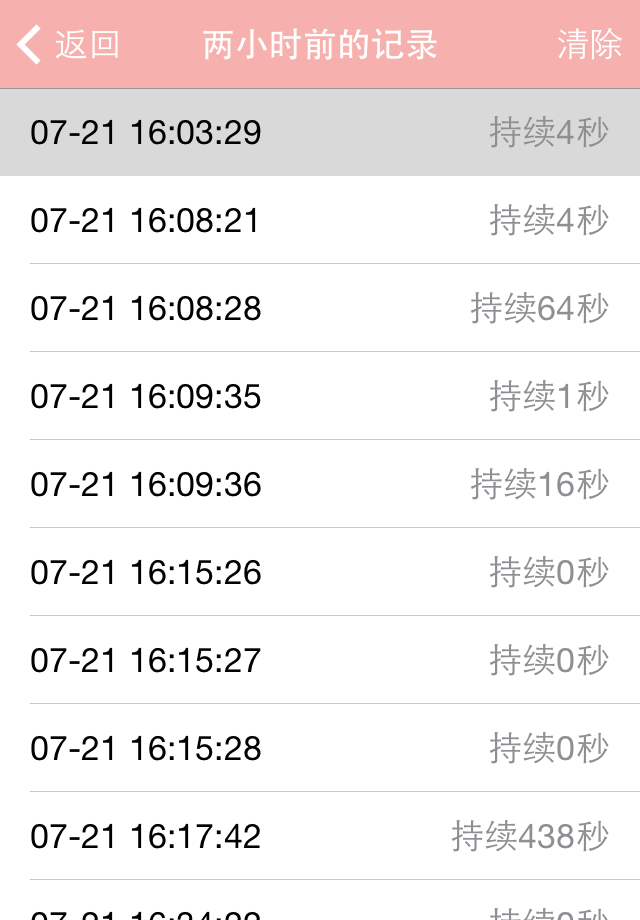 返回 两小时前的记录 清除
07-21 16:03:29 持续4秒
07-21 16:08:21 持续4秒
07-21 16:08:28 持续64秒
07-21 16:09:35 持续1秒
07-21 16:09:36 持续16秒
07-21 16:15:26 持续0秒
07-21 16:15:27 持续0秒
07-21 16:15:28 持续0秒
07-21 16:17:42 持续438秒